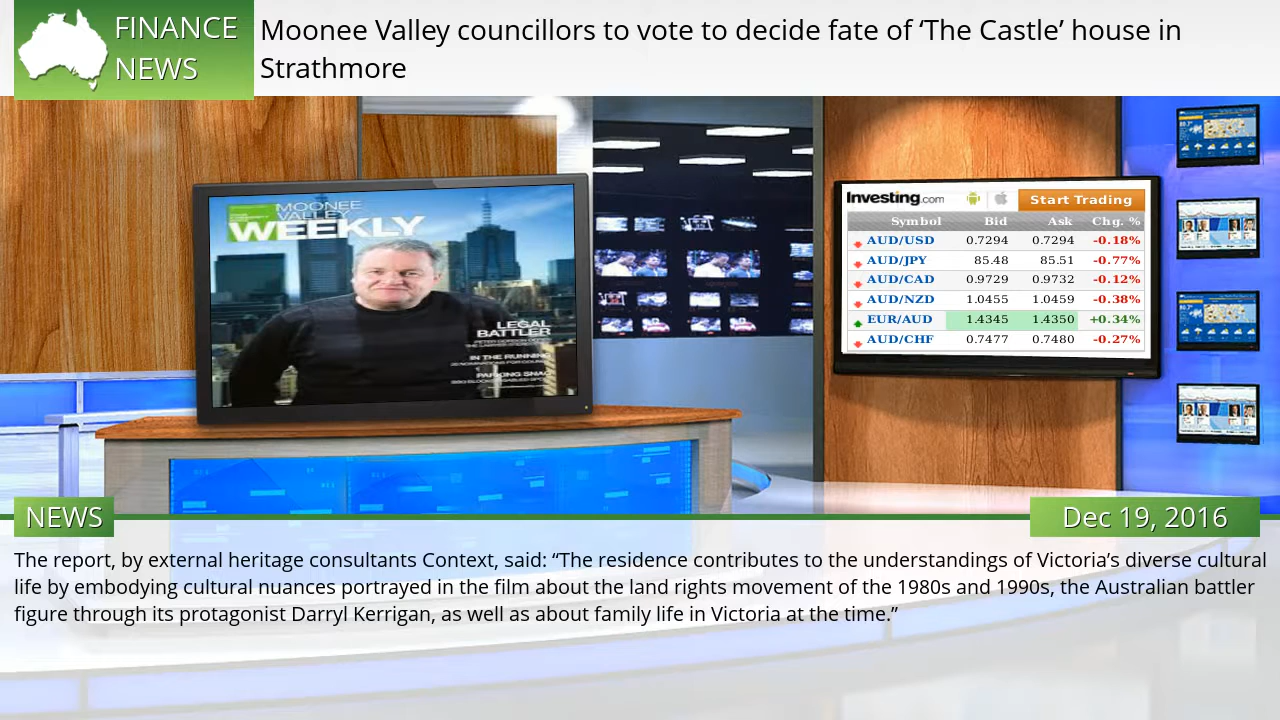 FINANCE
NEWS
Moonee Valley councillors to vote to decide fate of ‘The Castle’ house in
Strathmore
MOONEE
VALLEY
WEEKLY
LEGAL
BATTLER
IN THE RUNNING
PARKING SNAG
Investing.com
Start Trading
Symbol Bid Ask Chg. %
AUD/USD 0.7294 0.7294 -0.18%
AUD/JPY 85.48 85.51 -0.77%
AUD/CAD 0.9729 0.9732 -0.12%
AUD/NZD 1.0455 1.0459 -0.38%
EUR/AUD 1.4345 1.4350 +0.34%
AUD/CHF 0.7477 0.7480 -0.27%
NEWS
Dec 19, 2016
The report, by external heritage consultants Context, said: “The residence contributes to the understandings of Victoria’s diverse cultural
life by embodying cultural nuances portrayed in the film about the land rights movement of the 1980s and 1990s, the Australian battler
figure through its protagonist Darryl Kerrigan, as well as about family life in Victoria at the time.”